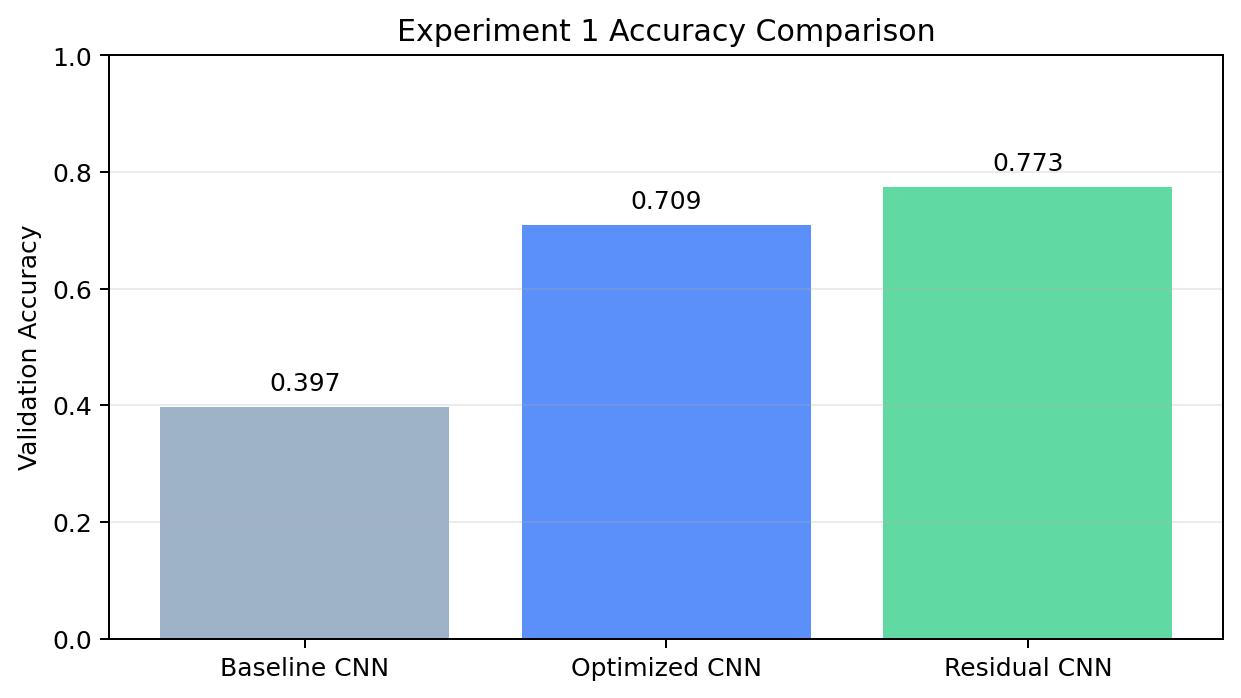 Experiment 1 Accuracy Comparison
1.0
0.8
0.6
0.4
0.2
0.0
Validation Accuracy
0.397
0.709
0.773
Baseline CNN
Optimized CNN
Residual CNN